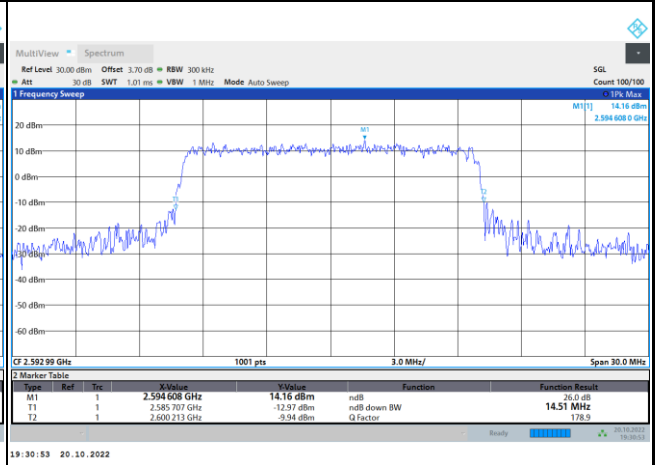 MultiView Spectrum
Ref Level 30.00 dBm Offset 3.70 dB RBW 300 kHz SGL
Att 30 dB SWT 1.01 ms VBW 1 MHz Mode Auto Sweep Count 100/100
1 Frequency Sweep 1Pk Max
M1[1] 14.16 dBm
2.594 608 0 GHz
M1
20 dBm
10 dBm
0 dBm
T1 T2
-10 dBm
-20 dBm
-30 dBm
-40 dBm
-50 dBm
-60 dBm
CF 2.592 99 GHz 1001 pts 3.0 MHz/ Span 30.0 MHz
2 Marker Table
Type Ref Trc X-Value Y-Value Function Function Result
M1 1 2.594 608 GHz 14.16 dBm ndB 26.0 dB
T1 1 2.585 707 GHz -12.97 dBm ndB down BW 14.51 MHz
T2 1 2.600 213 GHz -9.94 dBm Q Factor 178.9
Ready 20.10.2022
19:30:53
19:30:53 20.10.2022